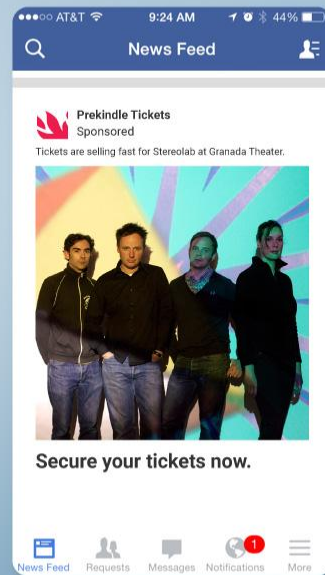 AT&T 9:24 AM 44%
News Feed
Prekindle Tickets
Sponsored
Tickets are selling fast for Stereolab at Granada Theater.
Secure your tickets now.
1
News Feed Requests Messages Notifications More